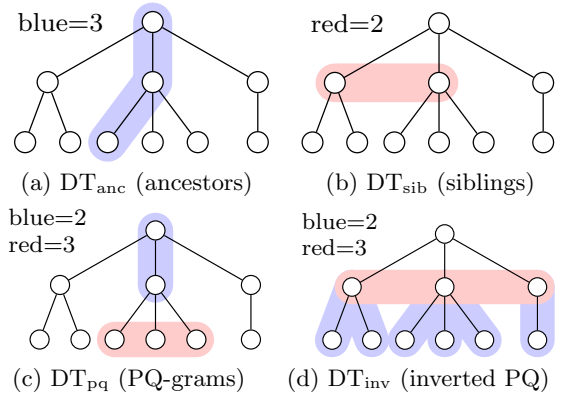 blue=3
red=2
(a) DT_anc (ancestors)
(b) DT_sib (siblings)
blue=2
red=3
blue=2
red=3
(c) DT_pq (PQ-grams)
(d) DT_inv (inverted PQ)